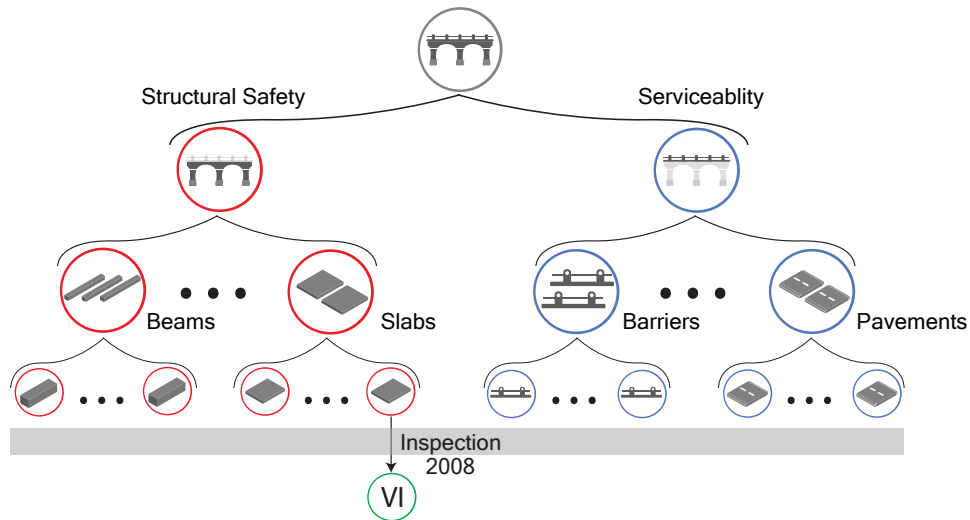 Structural Safety
Serviceablity
Beams
Slabs
Barriers
Pavements
Inspection
2008
VI